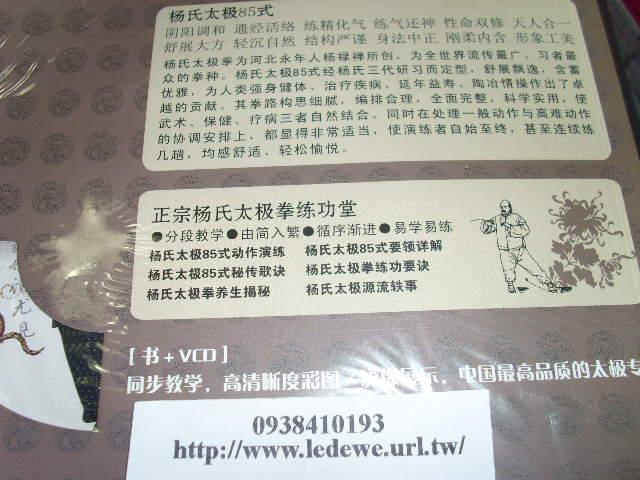 杨氏太极85式
阴阳调和 通经活络 练精化气 练气还神 性命双修 天人合一
舒展大方 轻沉自然 结构严谨 身法中正 刚柔内含 形象工美
杨氏太极拳为河北永年人杨禄禅所创，为全世界流传最广、习者最
众的拳种。杨氏太极85式经杨氏三代研习而定型，舒展飘逸，含蓄
优雅，为人类强身健体、治疗疾病、延年益寿、陶冶情操作出了卓
越的贡献。其拳路构思细腻，编排合理，全面完整，科学实用，使
武术、保健、疗病三者自然结合。同时在处理一般动作与高难动作
的协调安排上，都显得非常适当，使演练者自始至终，甚至连续练
几趟，均感舒适、轻松愉悦。
正宗杨氏太极拳练功堂
●分段教学●由简入繁●循序渐进●易学易练
杨氏太极85式动作演练 杨氏太极85式要领详解
杨氏太极85式秘传歌诀 杨氏太极拳练功要诀
杨氏太极拳养生揭秘 杨氏太极源流轶事
[书+VCD]
同步教学，高清晰度彩图 展示，中国最高品质的太极专
0938410193
http://www.ledewe.url.tw/